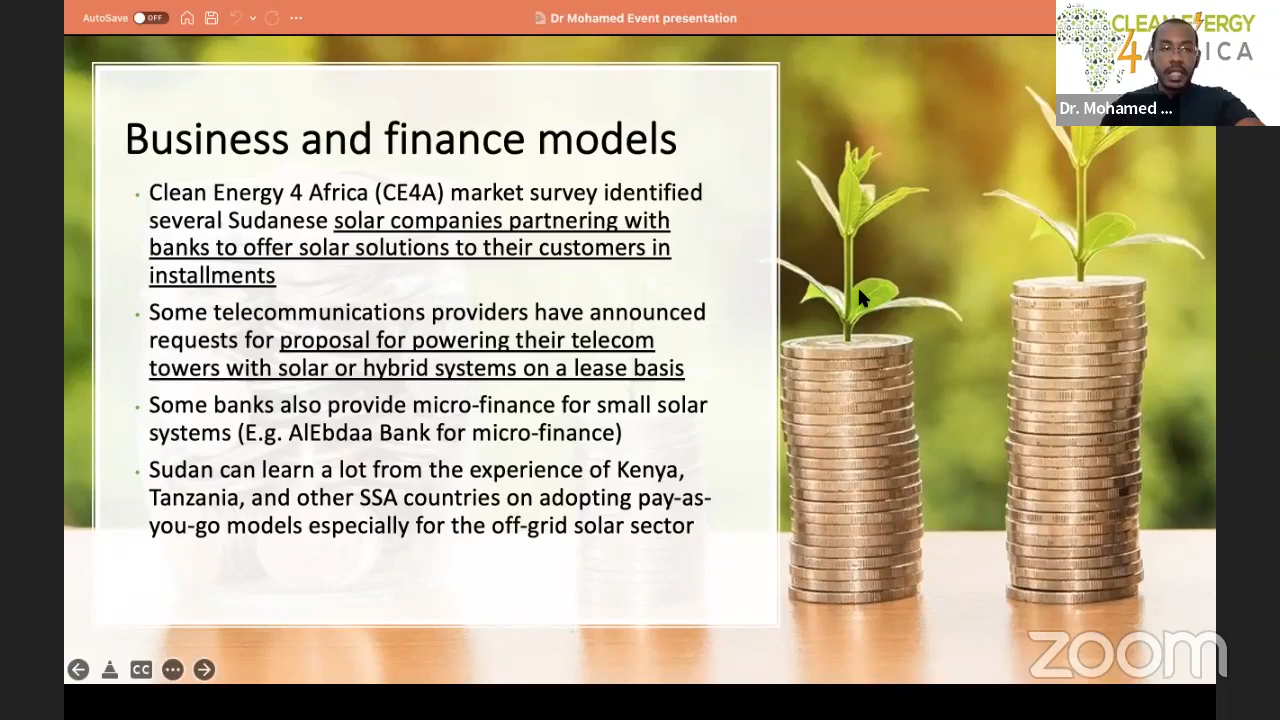 AutoSave OFF
Dr Mohamed Event presentation
CLEAN ENERGY
4 AFRICA
Dr. Mohamed ...
Business and finance models
Clean Energy 4 Africa (CE4A) market survey identified
several Sudanese solar companies partnering with
banks to offer solar solutions to their customers in
installments
Some telecommunications providers have announced
requests for proposal for powering their telecom
towers with solar or hybrid systems on a lease basis
Some banks also provide micro-finance for small solar
systems (E.g. AlEbdaa Bank for micro-finance)
Sudan can learn a lot from the experience of Kenya,
Tanzania, and other SSA countries on adopting pay-as-
you-go models especially for the off-grid solar sector
CC
zoom